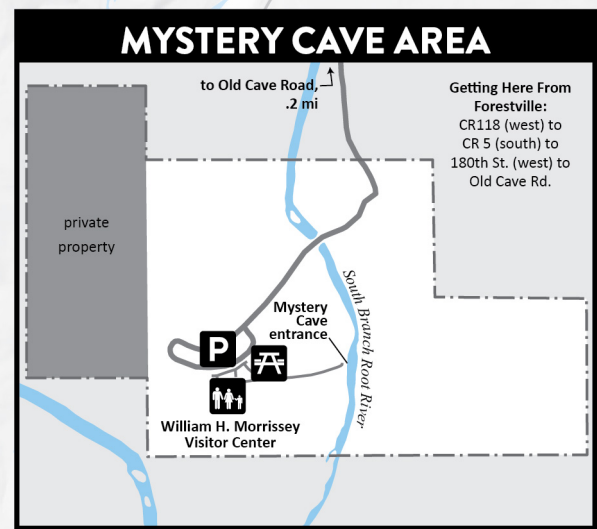 MYSTERY CAVE AREA
to Old Cave Road,
.2 mi
Getting Here From
Forestville:
CR118 (west) to
CR 5 (south) to
180th St. (west) to
Old Cave Rd.
private
property
South Branch Root River
Mystery
Cave
entrance
P
William H. Morrissey
Visitor Center